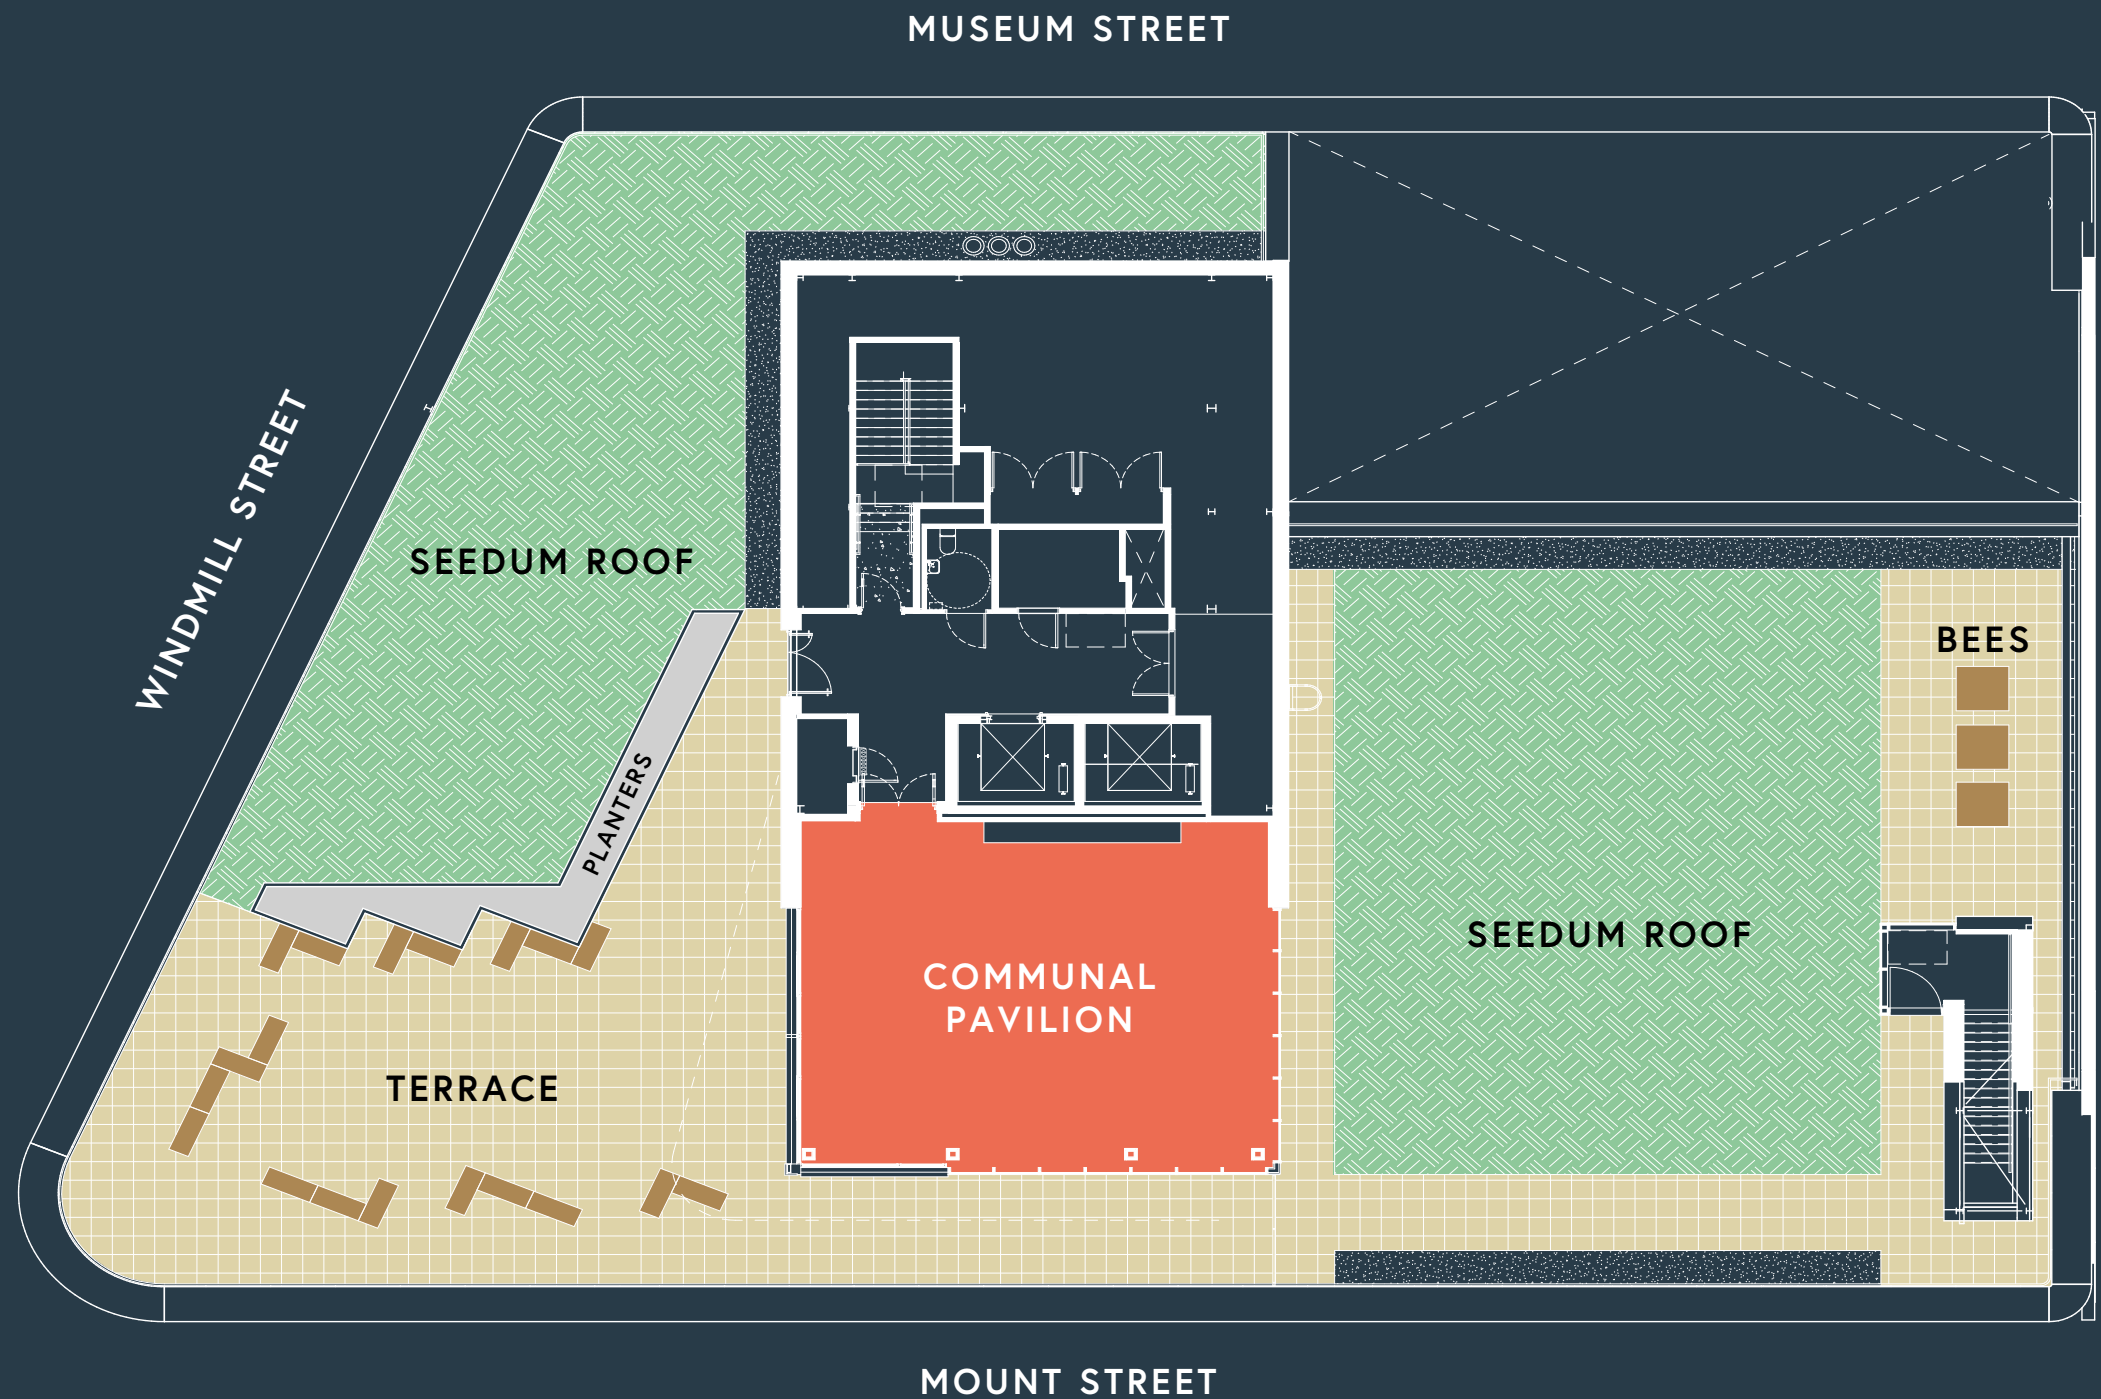 MUSEUM STREET
WINDMILL STREET
SEEDUM ROOF
BEES
PLANTERS
SEEDUM ROOF
COMMUNAL
PAVILION
TERRACE
MOUNT STREET